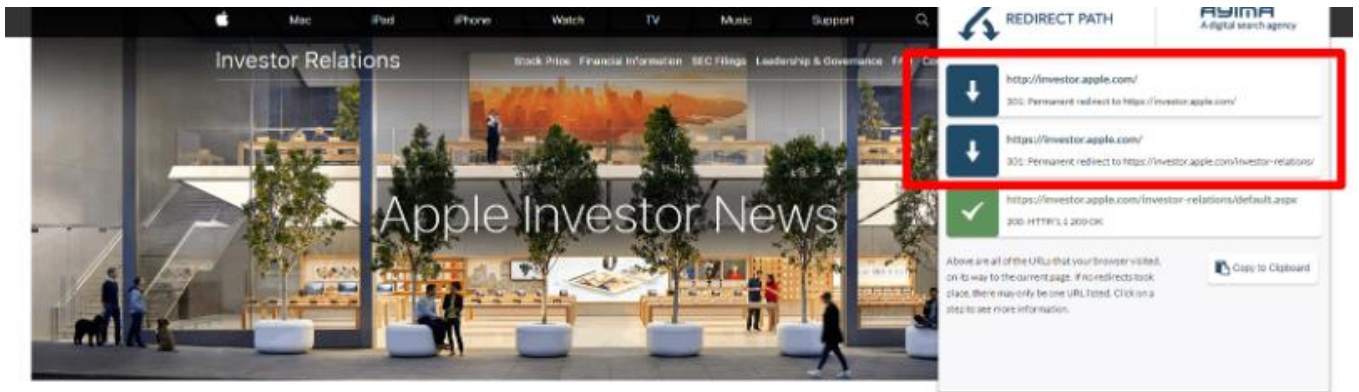 Mac iPad iPhone Watch TV Music Support
Investor Relations
Stock Price Financial Information SEC Filings Leadership & Governance FAQ Co
Apple Investor News
REDIRECT PATH
AYIMA
A digital search agency
http://investor.apple.com/
301: Permanent redirect to https://investor.apple.com/
https://investor.apple.com/
301: Permanent redirect to https://investor.apple.com/investor-relations/
https://investor.apple.com/investor-relations/default.aspx
200: HTTP/1.1 200 OK
Above are all of the URLs that your browser visited,
on its way to the current page. If no redirects took
place, there may only be one URL listed. Click on a
step to see more information.
Copy to Clipboard